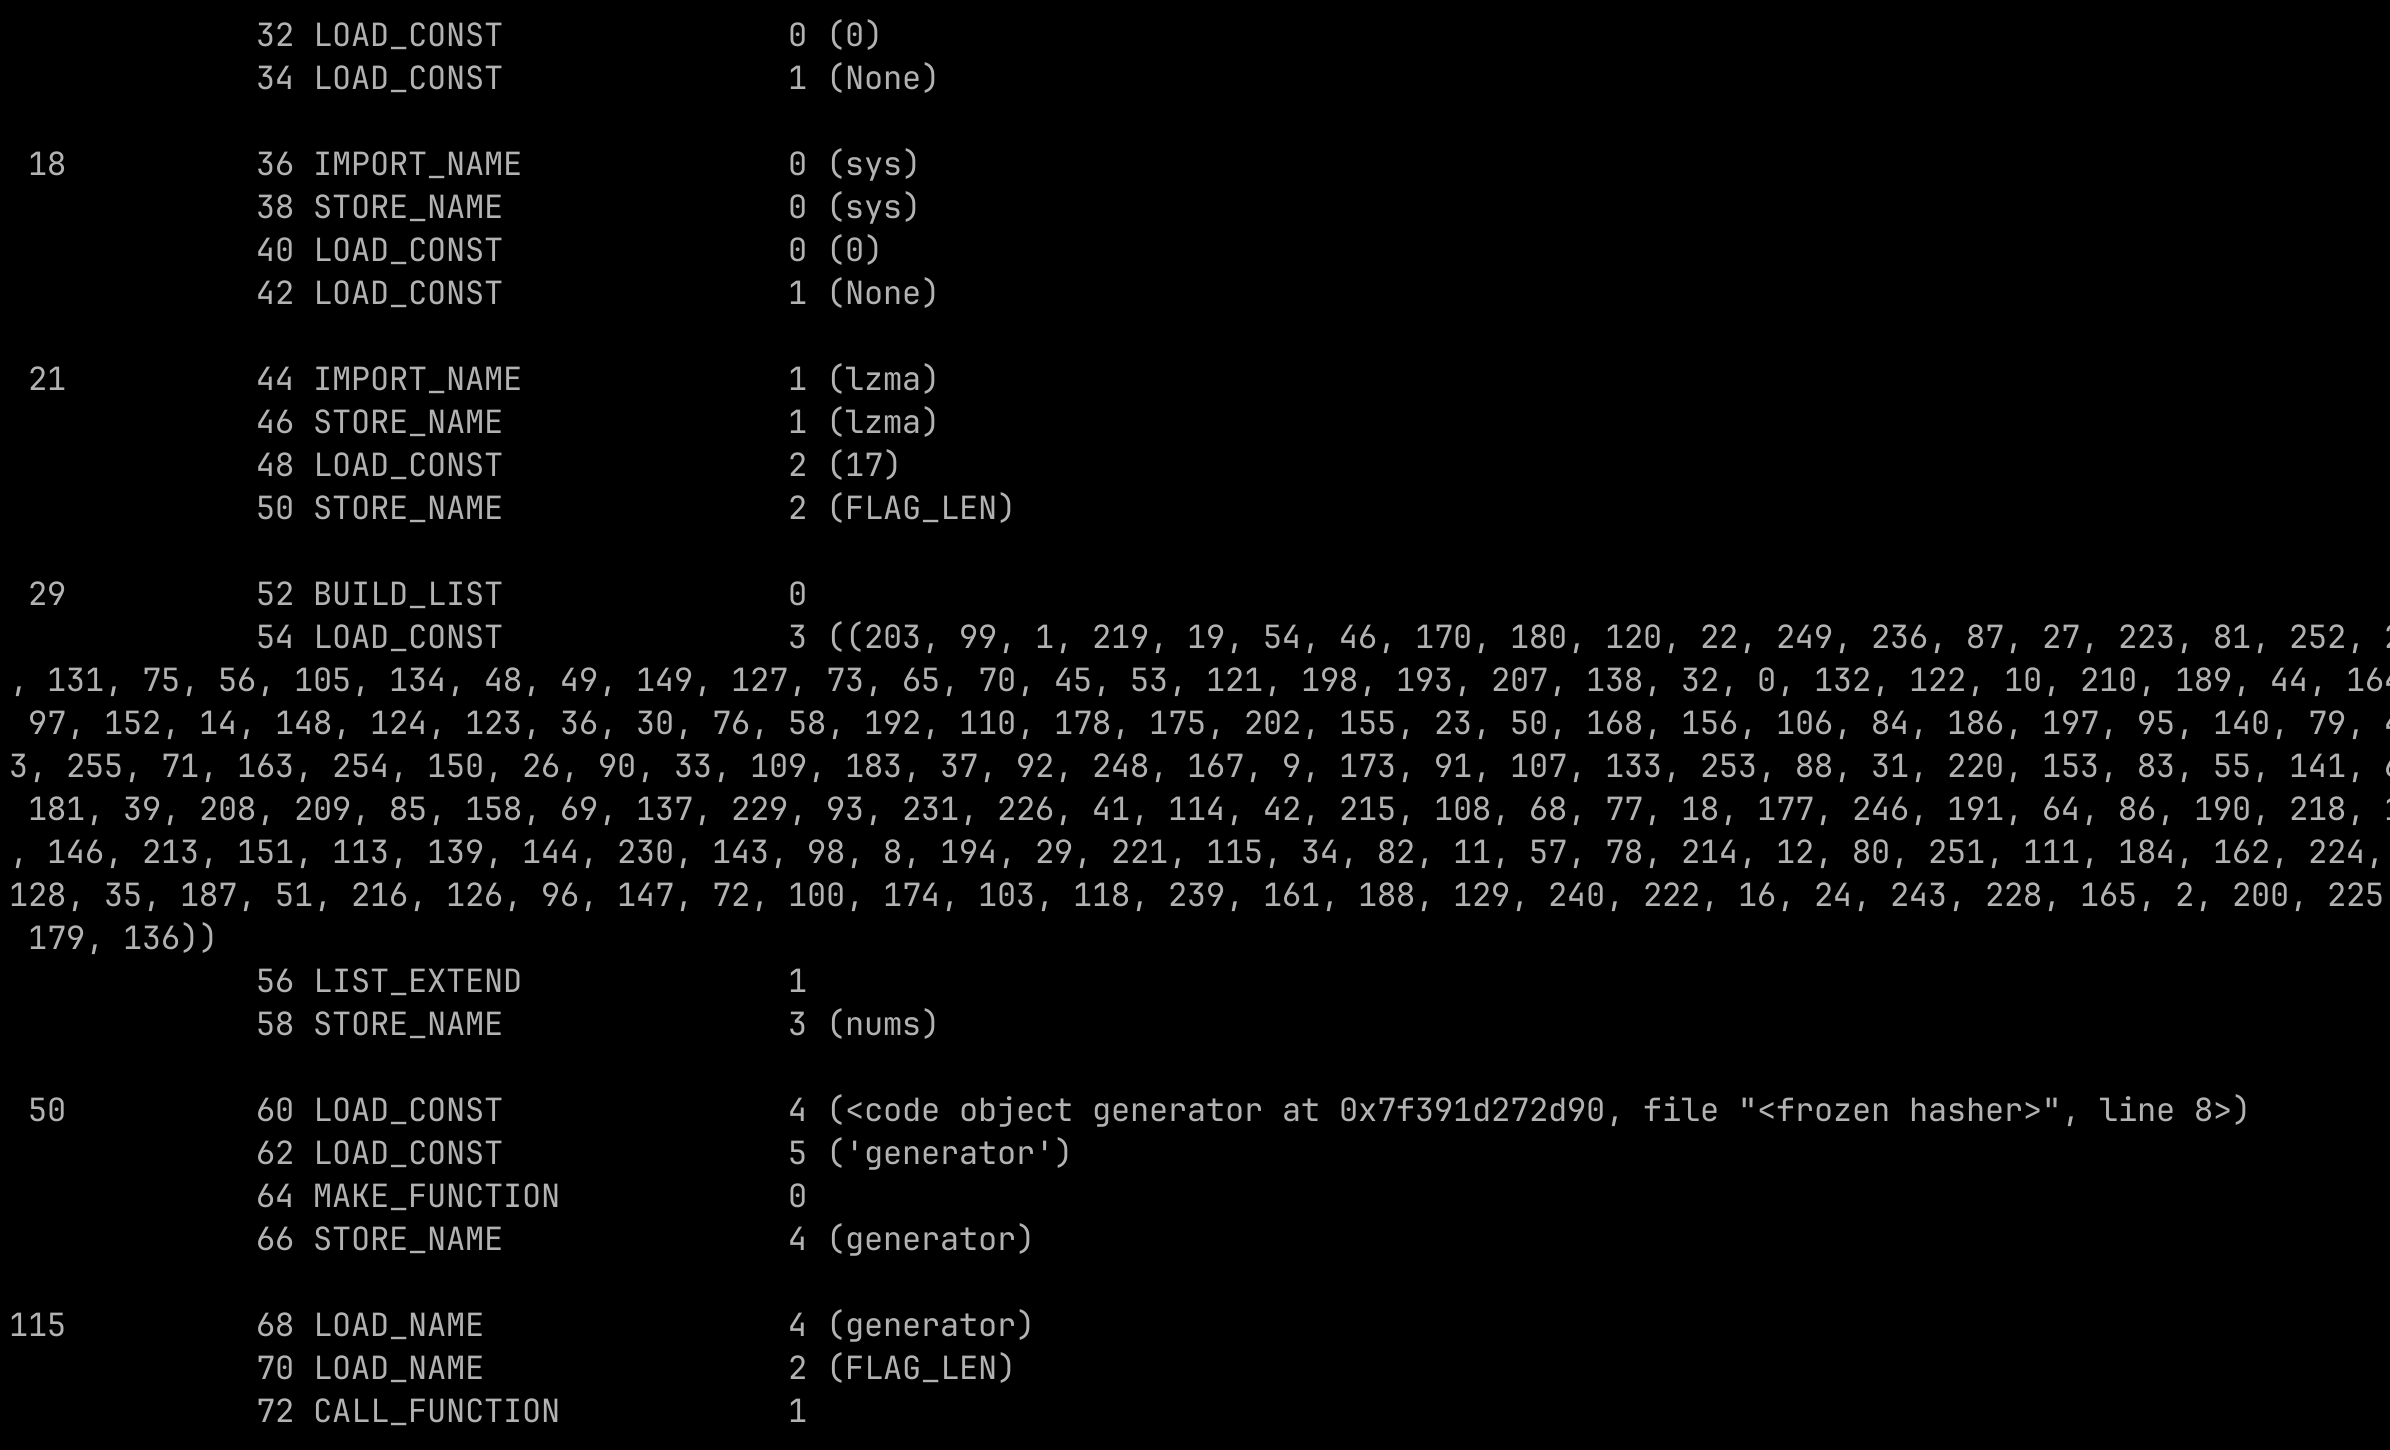 32 LOAD_CONST 0 (0)
34 LOAD_CONST 1 (None)
18 36 IMPORT_NAME 0 (sys)
38 STORE_NAME 0 (sys)
40 LOAD_CONST 0 (0)
42 LOAD_CONST 1 (None)
21 44 IMPORT_NAME 1 (lzma)
46 STORE_NAME 1 (lzma)
48 LOAD_CONST 2 (17)
50 STORE_NAME 2 (FLAG_LEN)
29 52 BUILD_LIST 0
54 LOAD_CONST 3 ((203, 99, 1, 219, 19, 54, 46, 170, 180, 120, 22, 249, 236, 87, 27, 223, 81, 252,
, 131, 75, 56, 105, 134, 48, 49, 149, 127, 73, 65, 70, 45, 53, 121, 198, 193, 207, 138, 32, 0, 132, 122, 10, 210, 189, 44, 164
97, 152, 14, 148, 124, 123, 36, 30, 76, 58, 192, 110, 178, 175, 202, 155, 23, 50, 168, 156, 106, 84, 186, 197, 95, 140, 79,
3, 255, 71, 163, 254, 150, 26, 90, 33, 109, 183, 37, 92, 248, 167, 9, 173, 91, 107, 133, 253, 88, 31, 220, 153, 83, 55, 141,
181, 39, 208, 209, 85, 158, 69, 137, 229, 93, 231, 226, 41, 114, 42, 215, 108, 68, 77, 18, 177, 246, 191, 64, 86, 190, 218,
, 146, 213, 151, 113, 139, 144, 230, 143, 98, 8, 194, 29, 221, 115, 34, 82, 11, 57, 78, 214, 12, 80, 251, 111, 184, 162, 224,
128, 35, 187, 51, 216, 126, 96, 147, 72, 100, 174, 103, 118, 239, 161, 188, 129, 240, 222, 16, 24, 243, 228, 165, 2, 200, 225
179, 136))
56 LIST_EXTEND 1
58 STORE_NAME 3 (nums)
50 60 LOAD_CONST 4 (<code object generator at 0x7f391d272d90, file "<frozen hasher>", line 8>)
62 LOAD_CONST 5 ('generator')
64 MAKE_FUNCTION 0
66 STORE_NAME 4 (generator)
115 68 LOAD_NAME 4 (generator)
70 LOAD_NAME 2 (FLAG_LEN)
72 CALL_FUNCTION 1